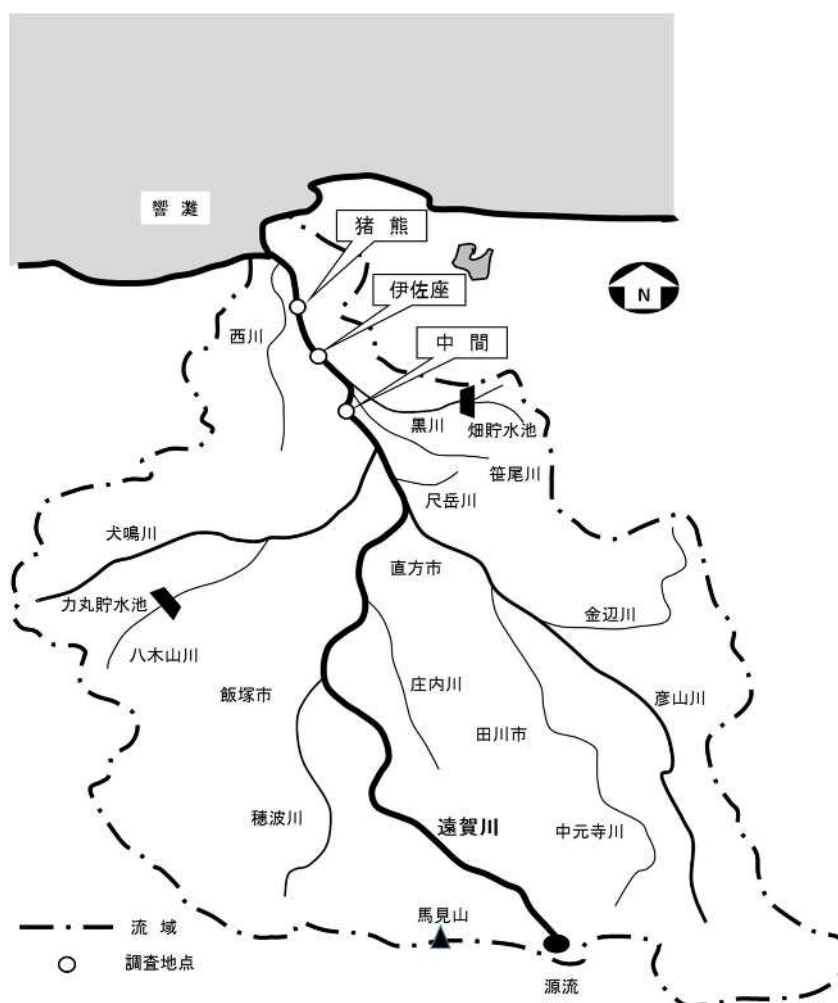 響 灘
猪 熊
伊佐座
中 間
N
西川
黒川
畑貯水池
笹尾川
尺岳川
犬鳴川
直方市
力丸貯水池
金辺川
八木山川
飯塚市
庄内川
彦山川
田川市
穂波川
遠賀川
中元寺川
馬見山
流 域
調査地点
源流